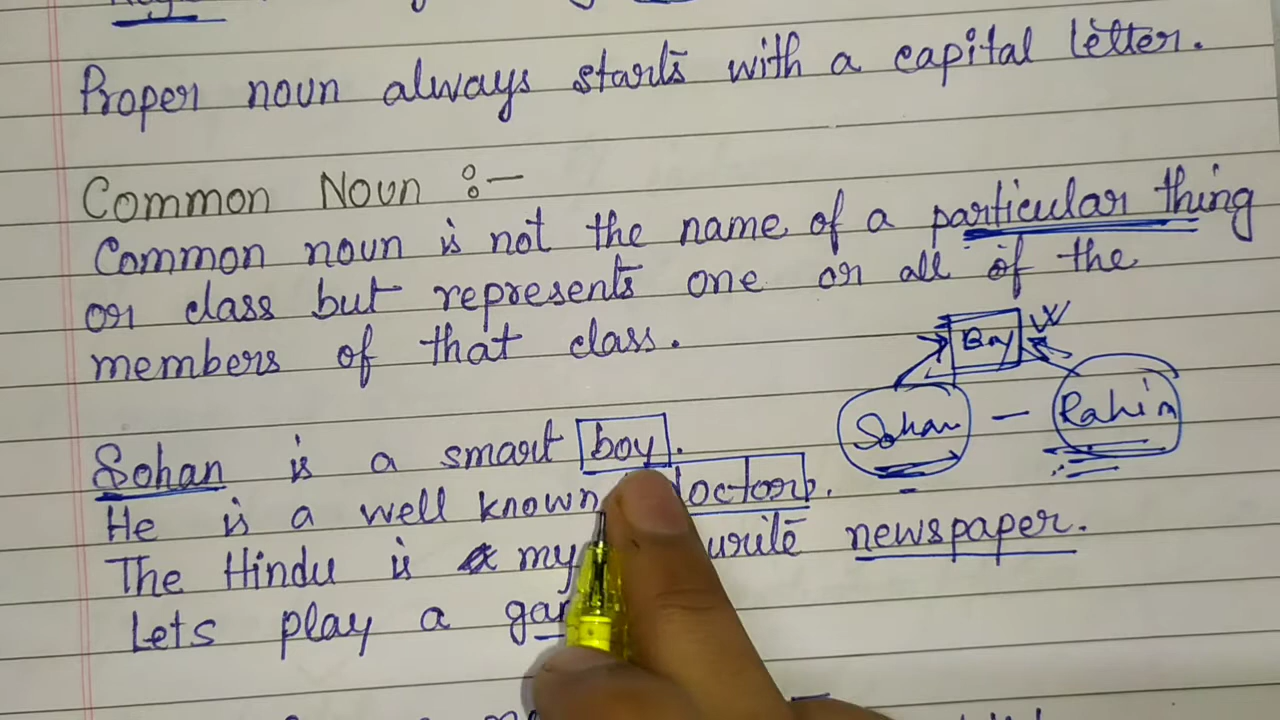 Proper noun always starts with a capital letter.
Common Noun :-
Common noun is not the name of a particular thing
or class but represents one or all of the
members of that class.
Boy
Sohan - Rahim
Sohan is a smart boy.
He is a well known doctor.
The Hindu is my newspaper.
Lets play a